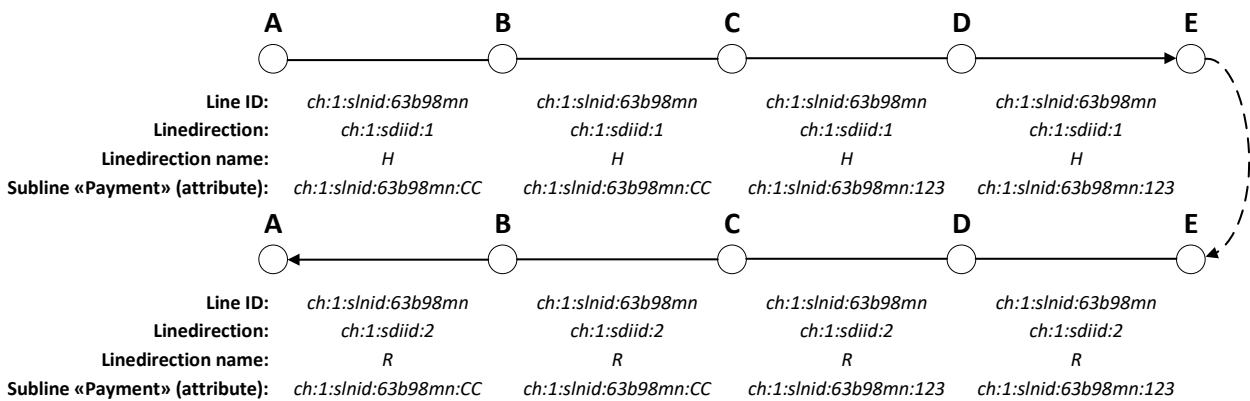 A B C D E
Line ID: ch:1:slnid:63b98mn ch:1:slnid:63b98mn ch:1:slnid:63b98mn ch:1:slnid:63b98mn
Linedirection: ch:1:sdiid:1 ch:1:sdiid:1 ch:1:sdiid:1 ch:1:sdiid:1
Linedirection name: H H H H
Subline «Payment» (attribute): ch:1:slnid:63b98mn:CC ch:1:slnid:63b98mn:CC ch:1:slnid:63b98mn:123 ch:1:slnid:63b98mn:123
A B C D E
Line ID: ch:1:slnid:63b98mn ch:1:slnid:63b98mn ch:1:slnid:63b98mn ch:1:slnid:63b98mn
Linedirection: ch:1:sdiid:2 ch:1:sdiid:2 ch:1:sdiid:2 ch:1:sdiid:2
Linedirection name: R R R R
Subline «Payment» (attribute): ch:1:slnid:63b98mn:CC ch:1:slnid:63b98mn:CC ch:1:slnid:63b98mn:123 ch:1:slnid:63b98mn:123